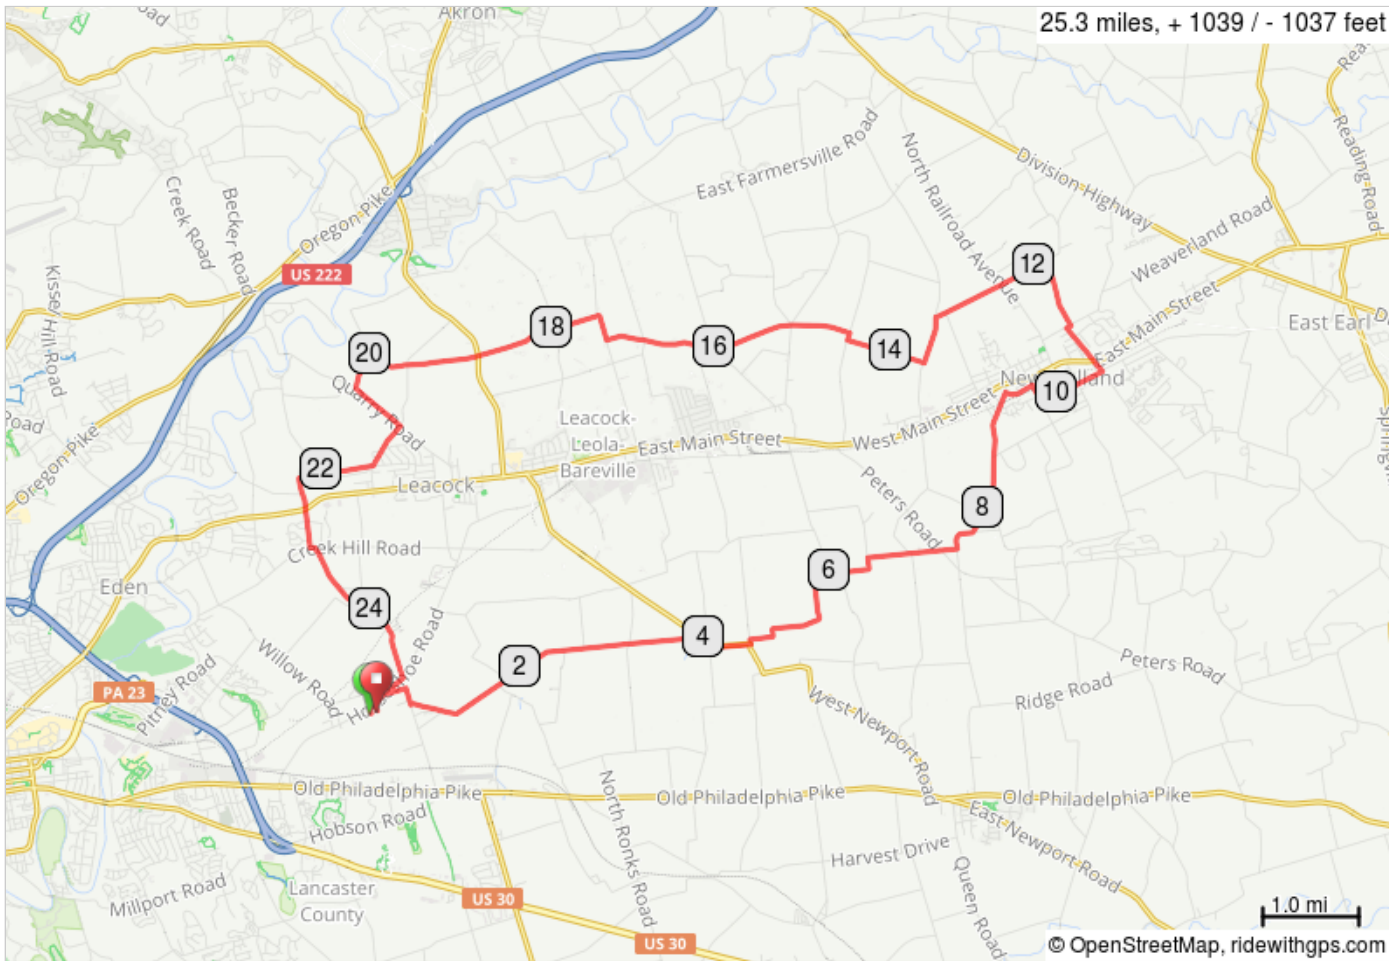 Akron
25.3 miles, + 1039 / - 1037 feet
Road
Reading Road
East Farmersville Road
North Railroad Avenue
Division Highway
Creek Road
Becker Road
Oregon Pike
Weaverland Road
Kissel Hill Road
US 222
12
East Main Street
East Earl
18
16
14
20
New Holland
10
Quarry Road
Leacock-
Leola-
Bareville
East Main Street
West Main Street
Road
Oregon Pike
22
Leacock
Peters Road
8
Creek Hill Road
Eden
6
24
Horseshoe Road
4
2
Willow Road
Pitney Road
PA 23
Peters Road
Ridge Road
West Newport Road
Old Philadelphia Pike
Old Philadelphia Pike
Old Philadelphia Pike
Hobson Road
North Ronks Road
East Newport Road
Harvest Drive
Queen Road
Millport Road
Lancaster
County
US 30
US 30
1.0 mi
© OpenStreetMap, ridewithgps.com